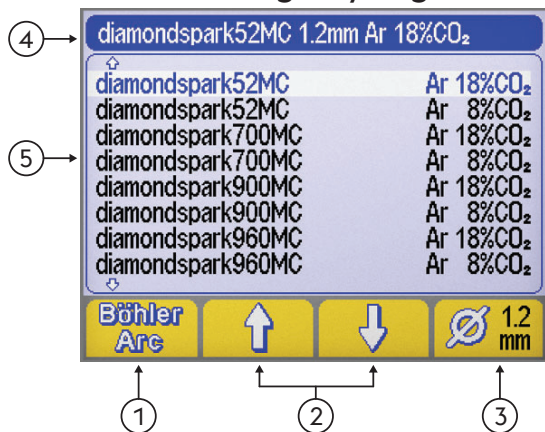 ④ diamondspark52MC 1.2mm Ar 18%CO₂
diamondspark52MC Ar 18%CO₂
diamondspark52MC Ar 8%CO₂
diamondspark700MC Ar 18%CO₂
⑤ diamondspark700MC Ar 8%CO₂
diamondspark900MC Ar 18%CO₂
diamondspark900MC Ar 8%CO₂
diamondspark960MC Ar 18%CO₂
diamondspark960MC Ar 8%CO₂
Böhler Ø 1.2
Arc mm
① ② ③